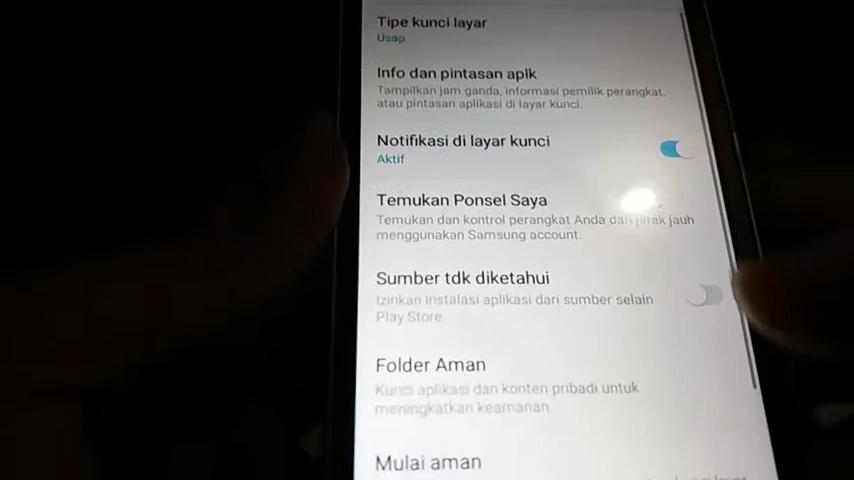 Tipe kunci layar
Usap
Info dan pintasan aplk
Tampilkan jam ganda, informasi pemilik perangkat,
atau pintasan aplikasi di layar kunci.
Notifikasi di layar kunci
Aktif
Temukan Ponsel Saya
Temukan dan kontrol perangkat Anda dari jarak jauh
menggunakan Samsung account.
Sumber tdk diketahui
Izinkan instalasi aplikasi dari sumber selain
Play Store.
Folder Aman
Kunci aplikasi dan konten pribadi untuk
meningkatkan keamanan.
Mulai aman